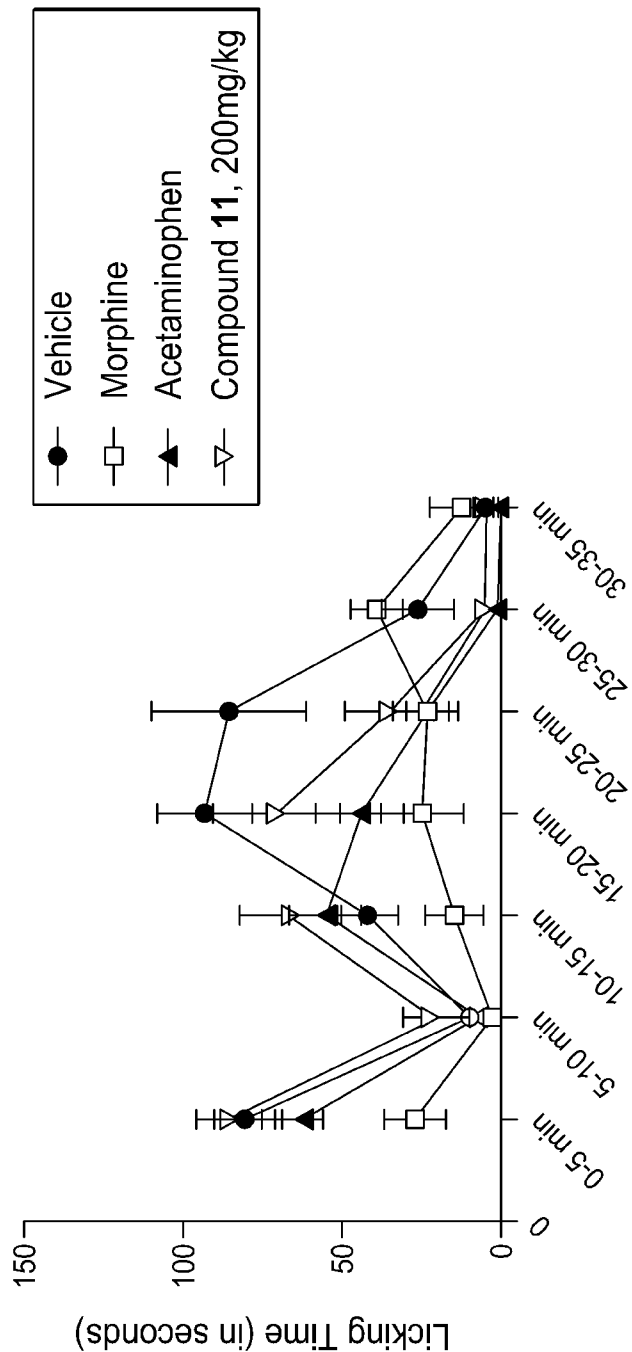 Vehicle
Morphine
Acetaminophen
Compound 11, 200mg/kg
Licking Time (in seconds)
150
100
50
0
0
0-5 min
5-10 min
10-15 min
15-20 min
20-25 min
25-30 min
30-35 min